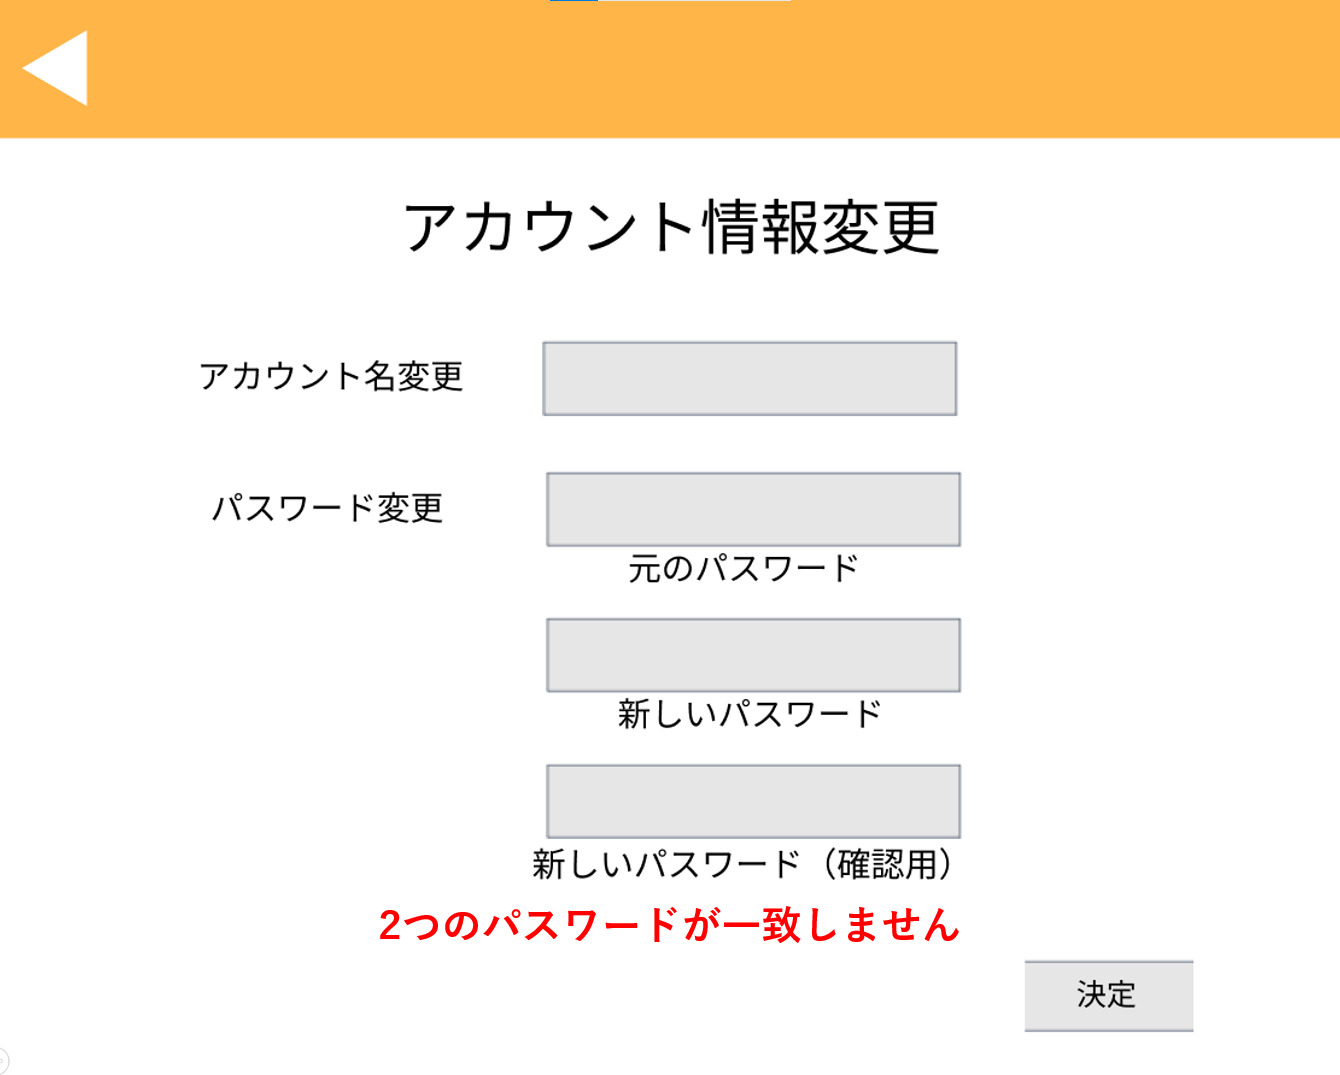 アカウント情報変更
アカウント名変更
パスワード変更
元のパスワード
新しいパスワード
新しいパスワード（確認用）
2つのパスワードが一致しません
決定